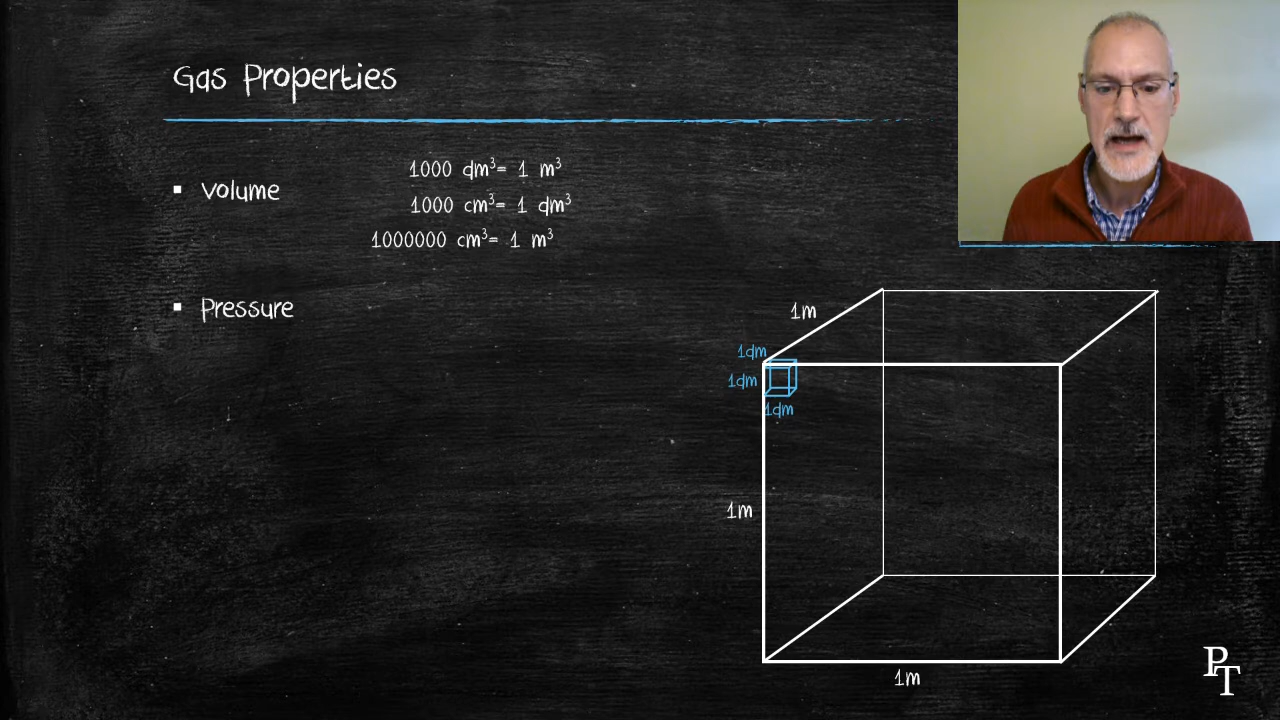 Gas Properties
▪ Volume
1000 dm³= 1 m³
1000 cm³= 1 dm³
1000000 cm³= 1 m³
▪ Pressure
1m
1dm
1dm
1dm
1m
1m
PT